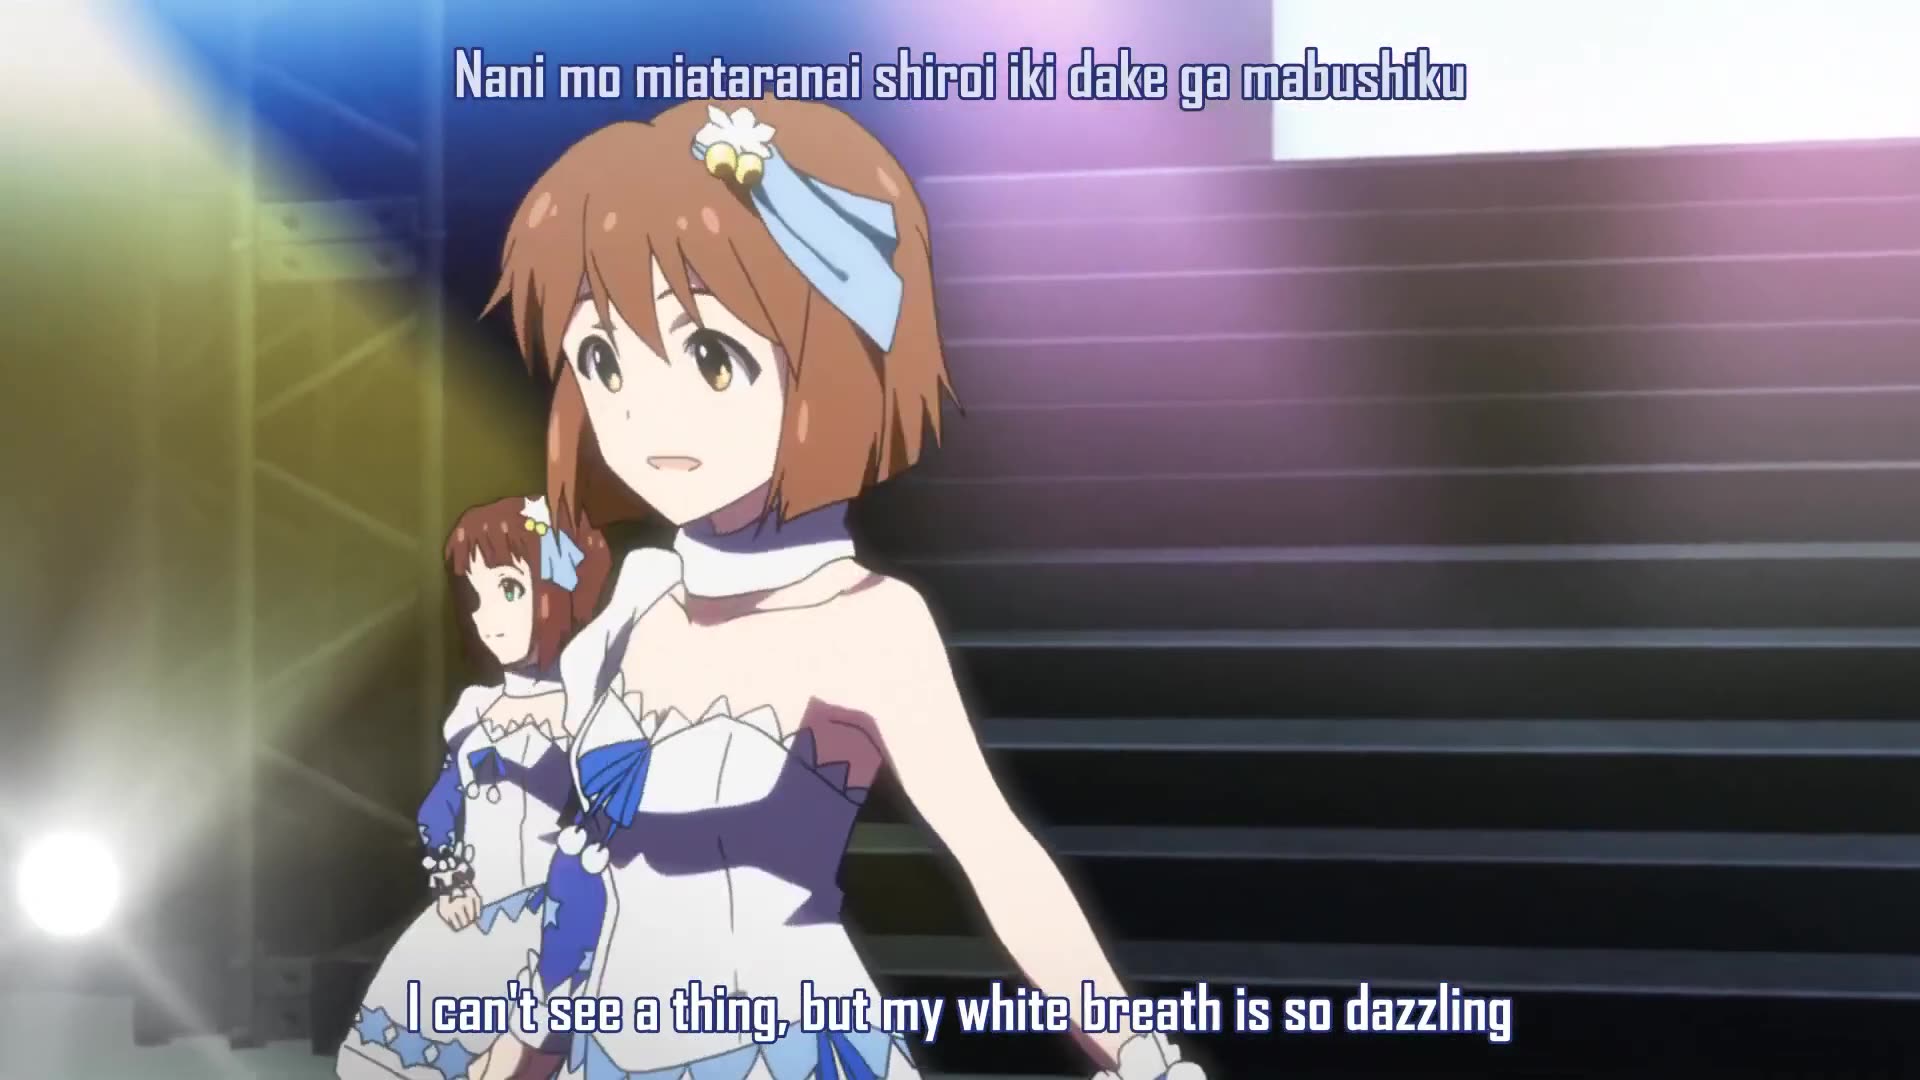 Nani mo miataranai shiroi iki dake ga mabushiku
I can't see a thing, but my white breath is so dazzling